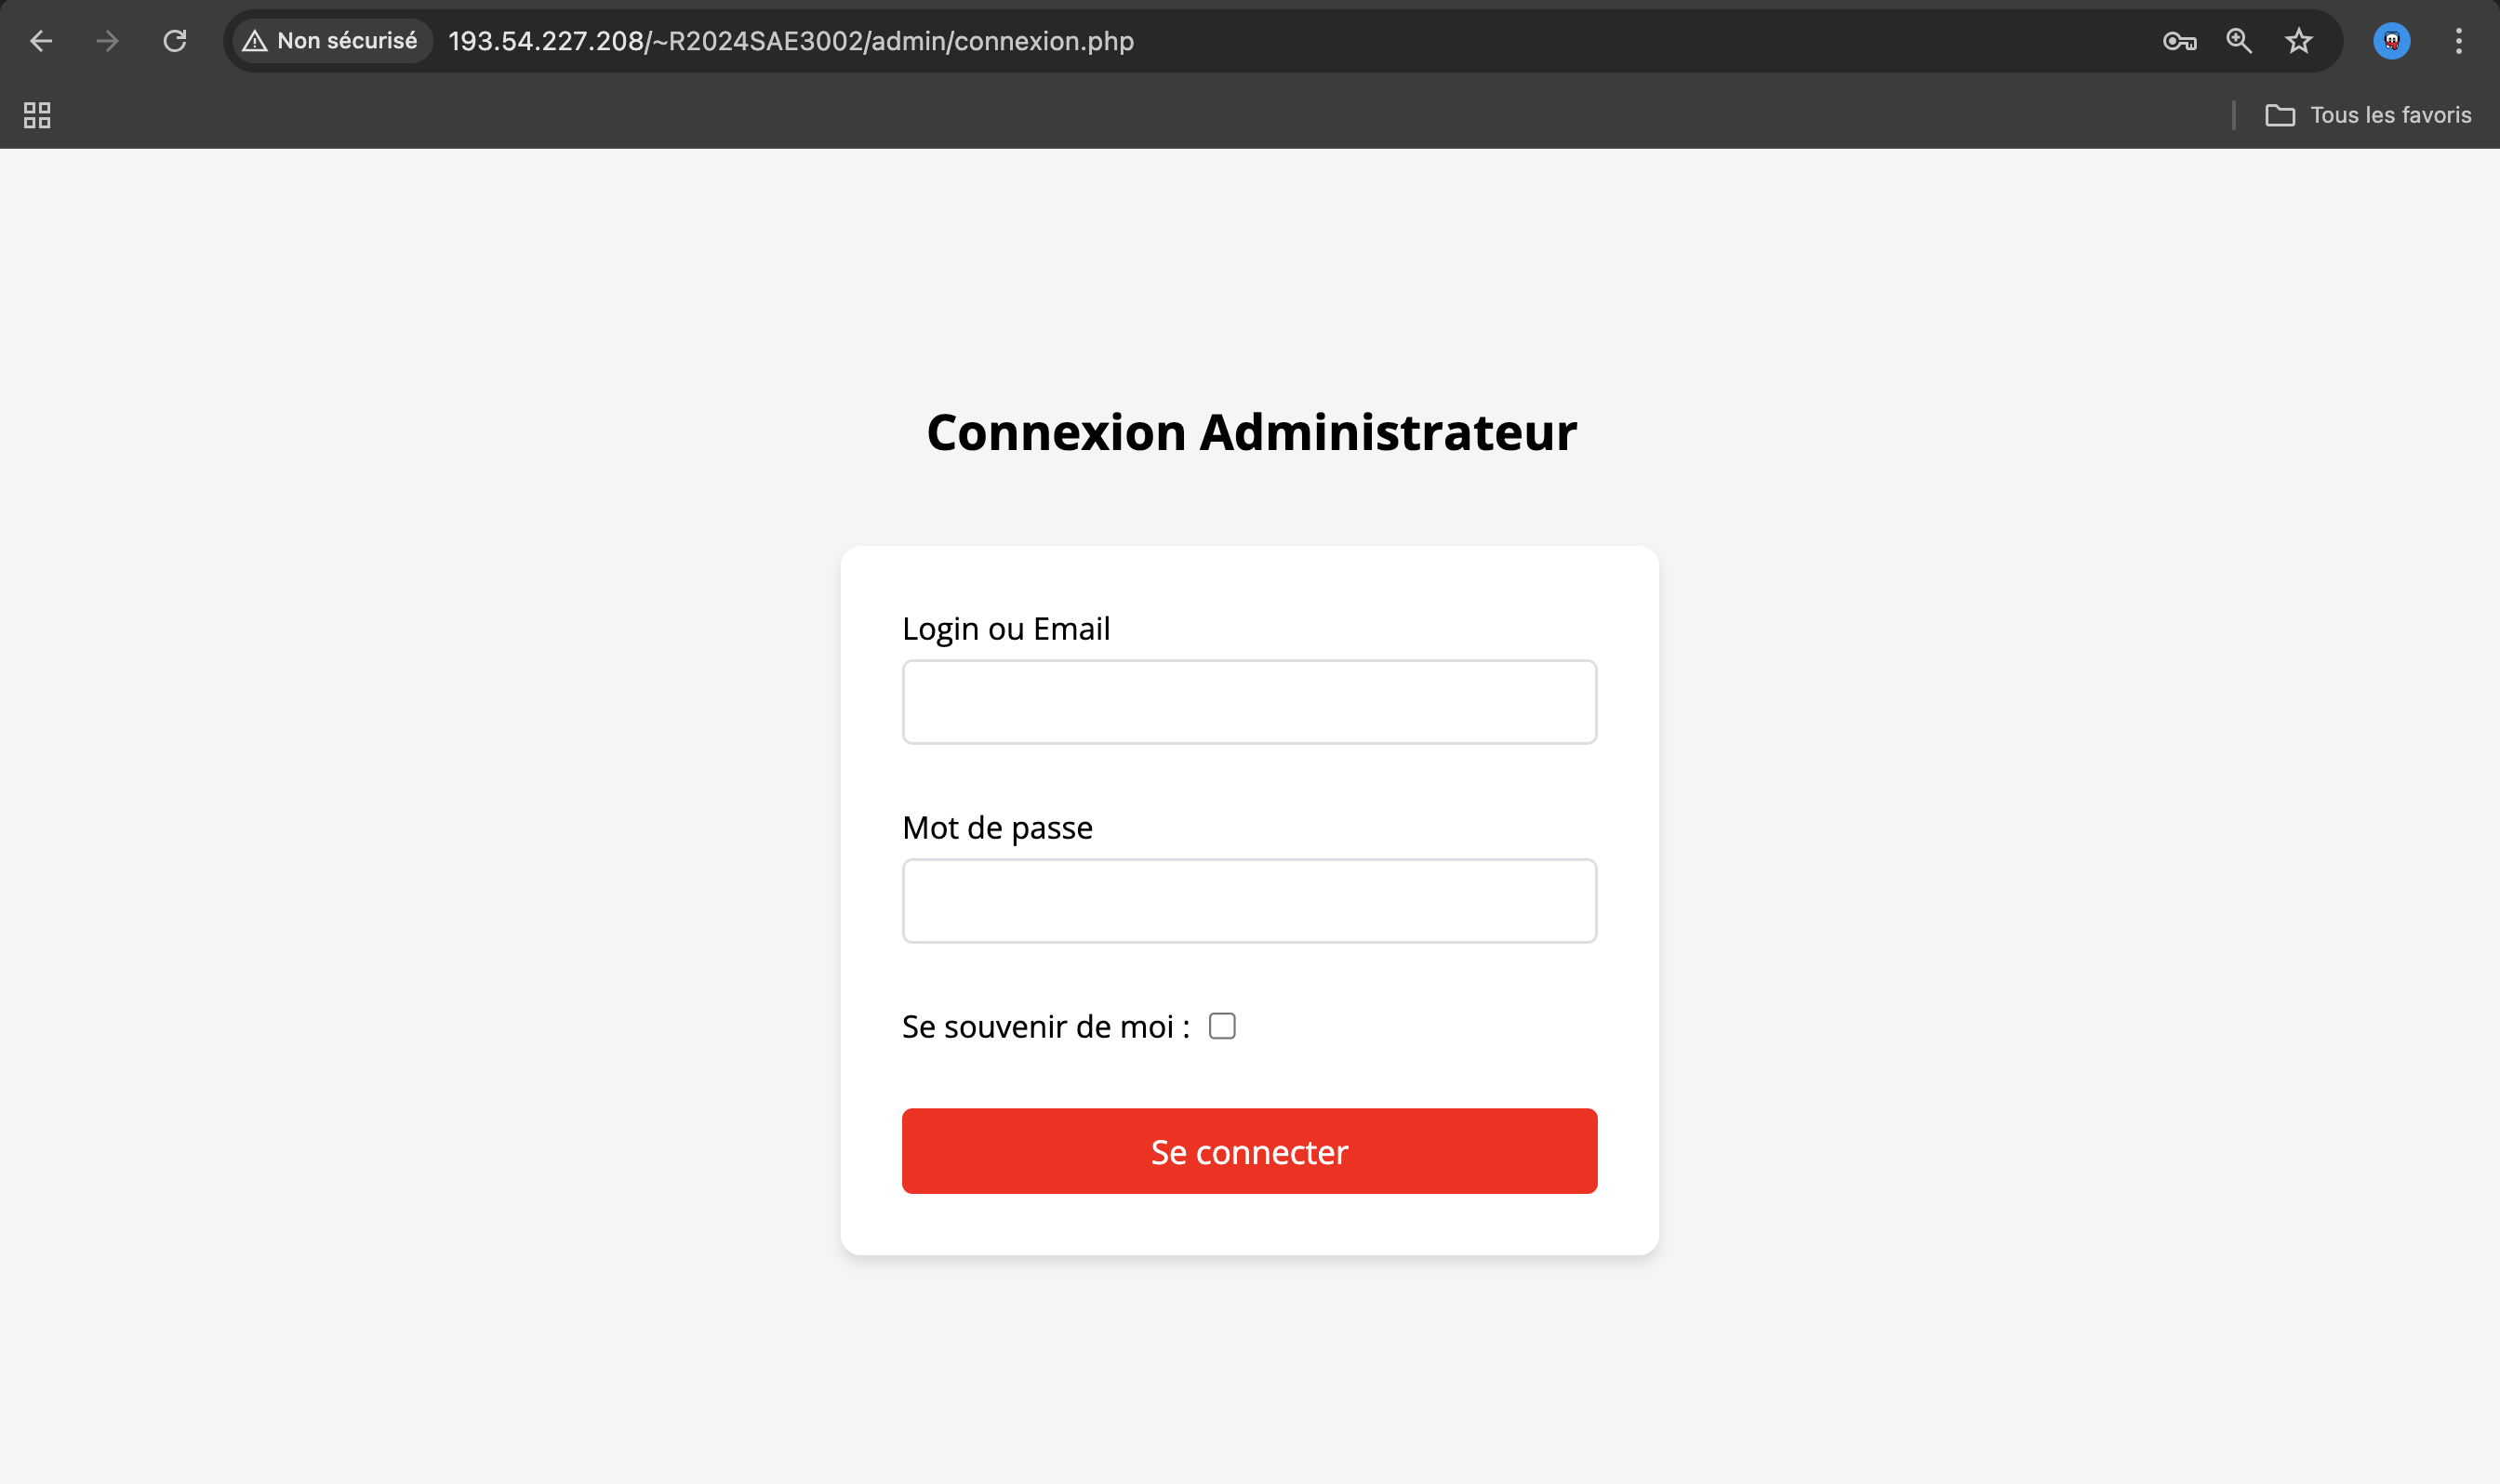 Non sécurisé 193.54.227.208/~R2024SAE3002/admin/connexion.php
Tous les favoris
Connexion Administrateur
Login ou Email
Mot de passe
Se souvenir de moi :
Se connecter